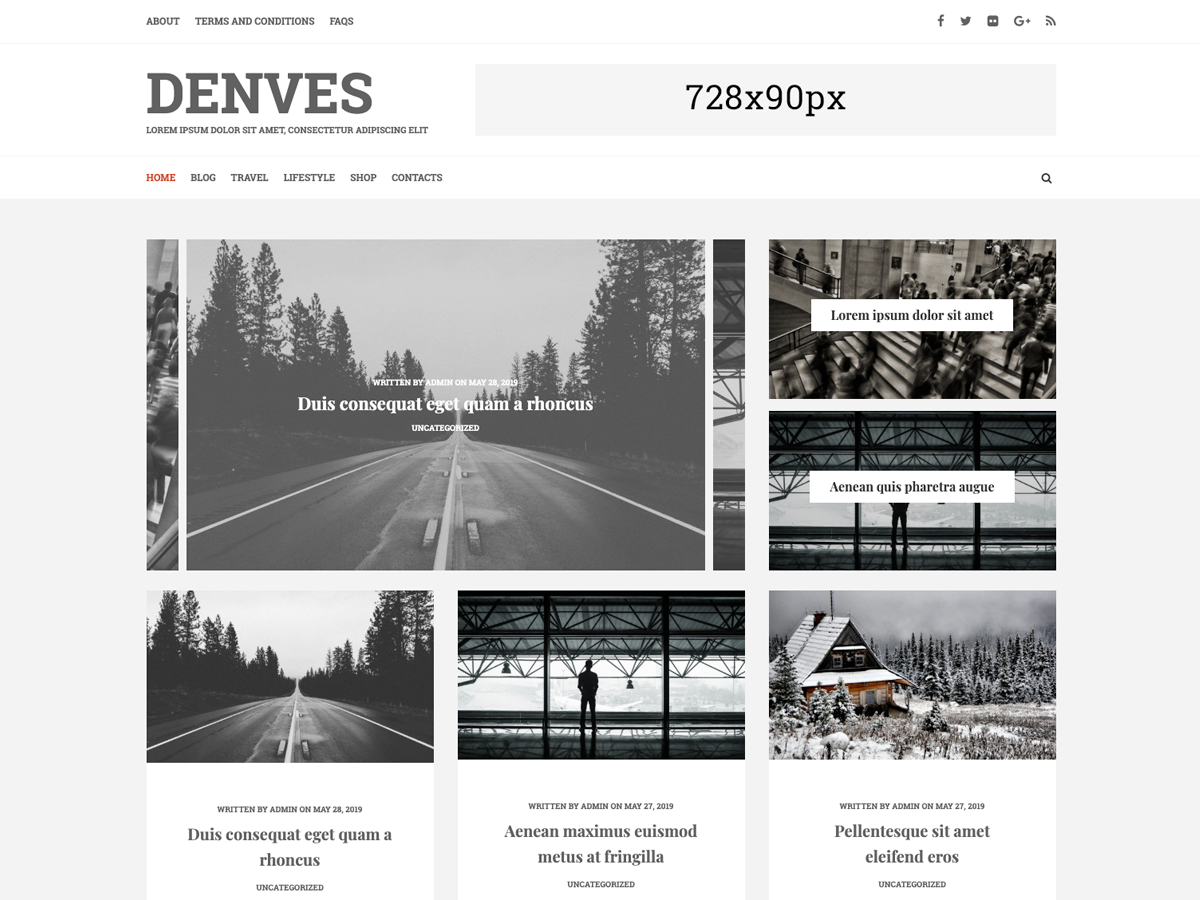 ABOUT TERMS AND CONDITIONS FAQS
DENVES
LOREM IPSUM DOLOR SIT AMET, CONSECTETUR ADIPISCING ELIT
728x90px
HOME BLOG TRAVEL LIFESTYLE SHOP CONTACTS
WRITTEN BY ADMIN ON MAY 28, 2019
Duis consequat eget quam a rhoncus
UNCATEGORIZED
Lorem ipsum dolor sit amet
Aenean quis pharetra augue
WRITTEN BY ADMIN ON MAY 28, 2019
Duis consequat eget quam a
rhoncus
UNCATEGORIZED
WRITTEN BY ADMIN ON MAY 27, 2019
Aenean maximus euismod
metus at fringilla
UNCATEGORIZED
WRITTEN BY ADMIN ON MAY 27, 2019
Pellentesque sit amet
eleifend eros
UNCATEGORIZED